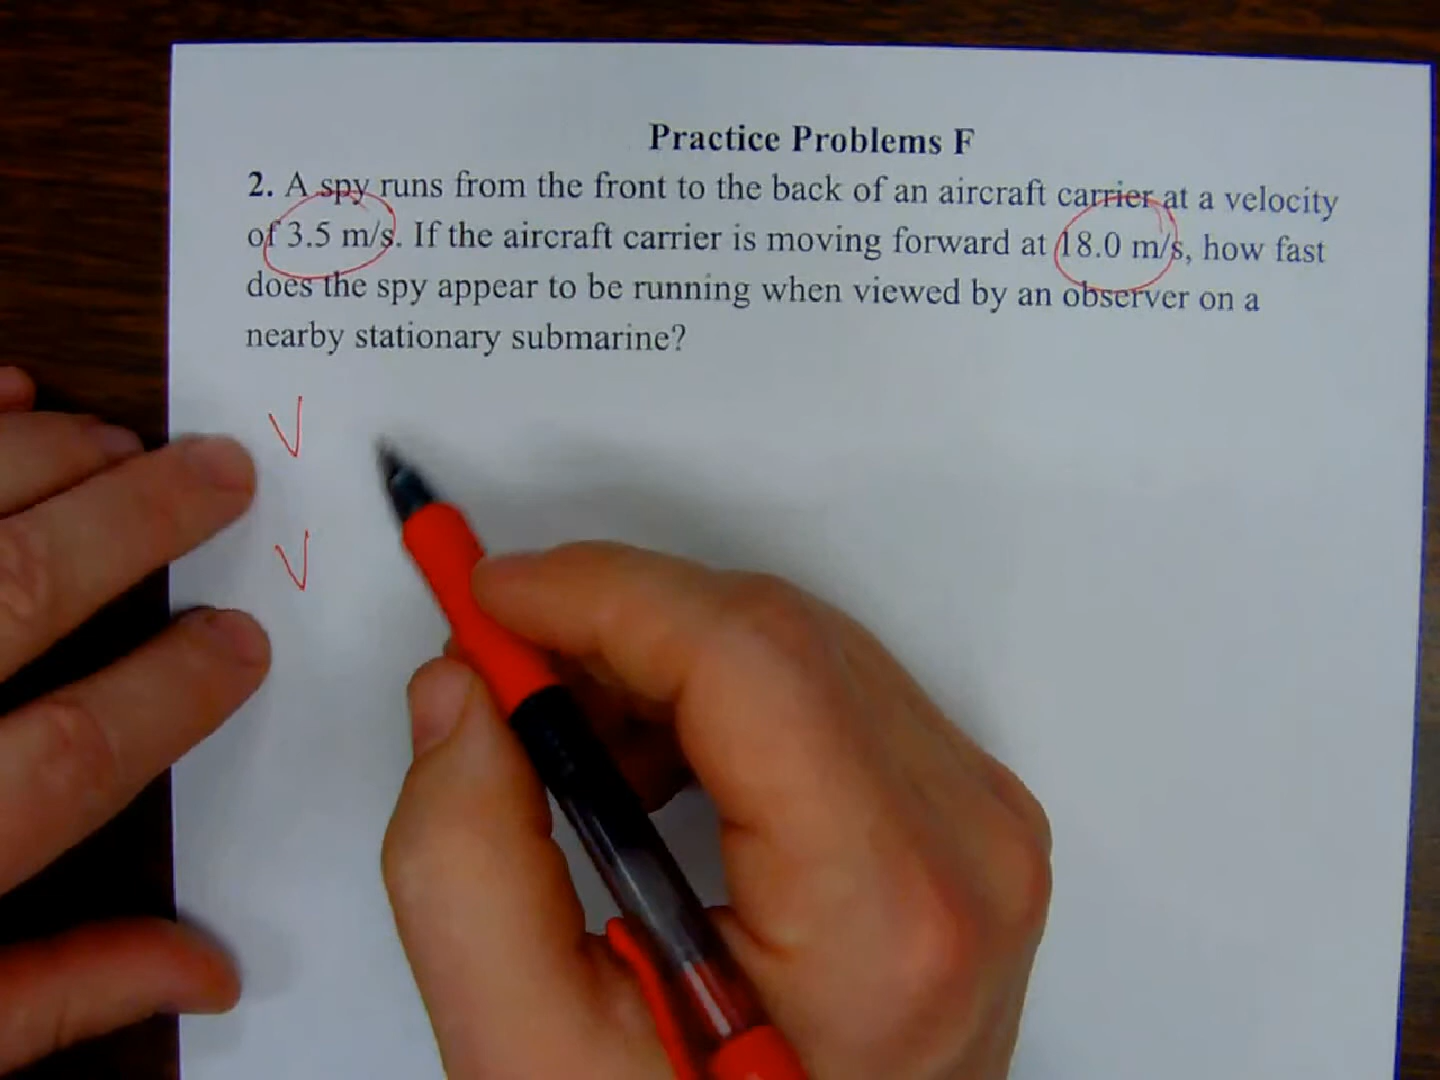 Practice Problems F
2. A spy runs from the front to the back of an aircraft carrier at a velocity
of 3.5 m/s. If the aircraft carrier is moving forward at 18.0 m/s, how fast
does the spy appear to be running when viewed by an observer on a
nearby stationary submarine?
V
V